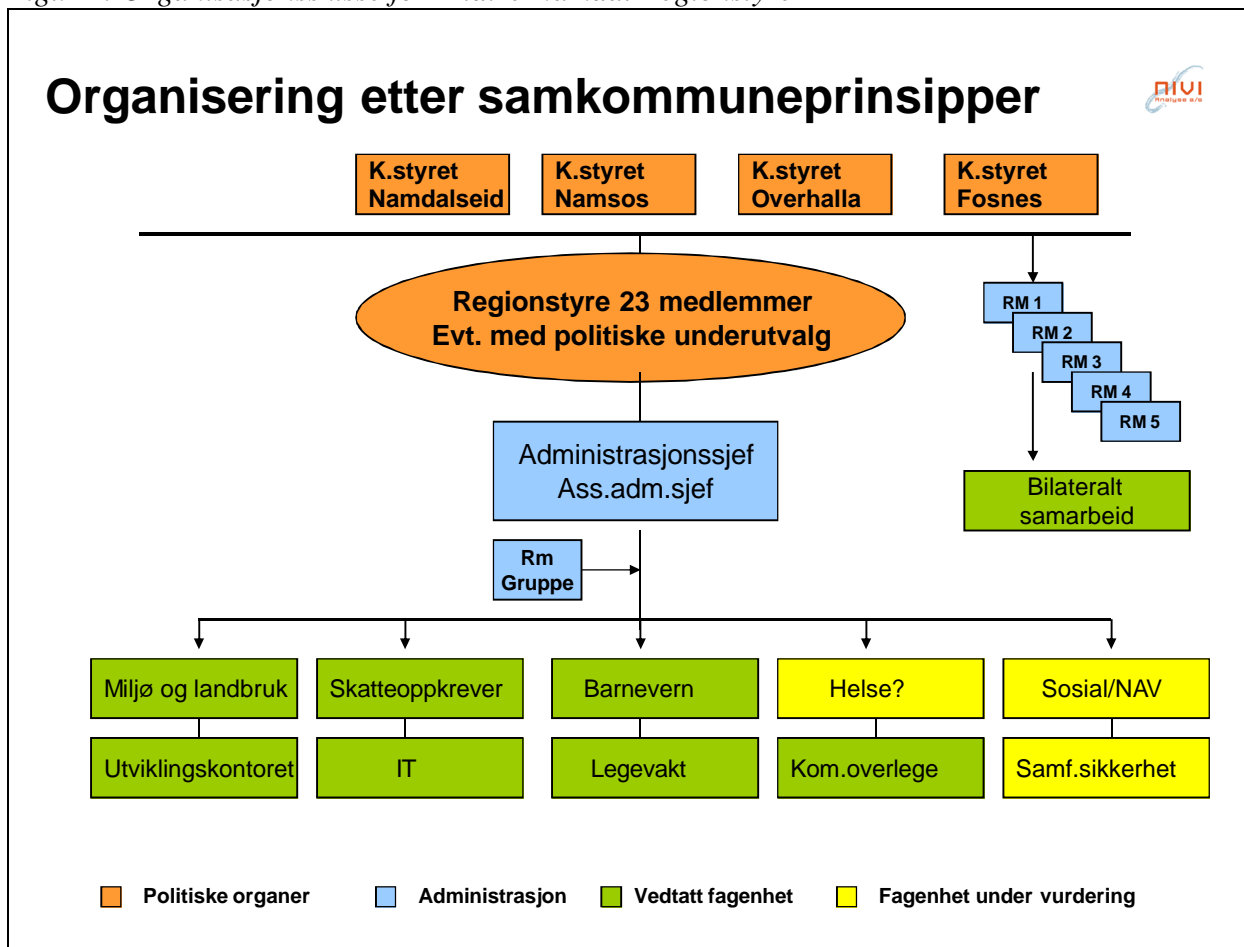 Organisering etter samkommuneprinsipper
NIVI
Analyse a/s
K.styret
Namdalseid
K.styret
Namsos
K.styret
Overhalla
K.styret
Fosnes
Regionstyre 23 medlemmer
Evt. med politiske underutvalg
RM 1
RM 2
RM 3
RM 4
RM 5
Administrasjonssjef
Ass.adm.sjef
Bilateralt
samarbeid
Rm
Gruppe
Miljø og landbruk
Skatteoppkrever
Barnevern
Helse?
Sosial/NAV
Utviklingskontoret
IT
Legevakt
Kom.overlege
Samf.sikkerhet
Politiske organer
Administrasjon
Vedtatt fagenhet
Fagenhet under vurdering